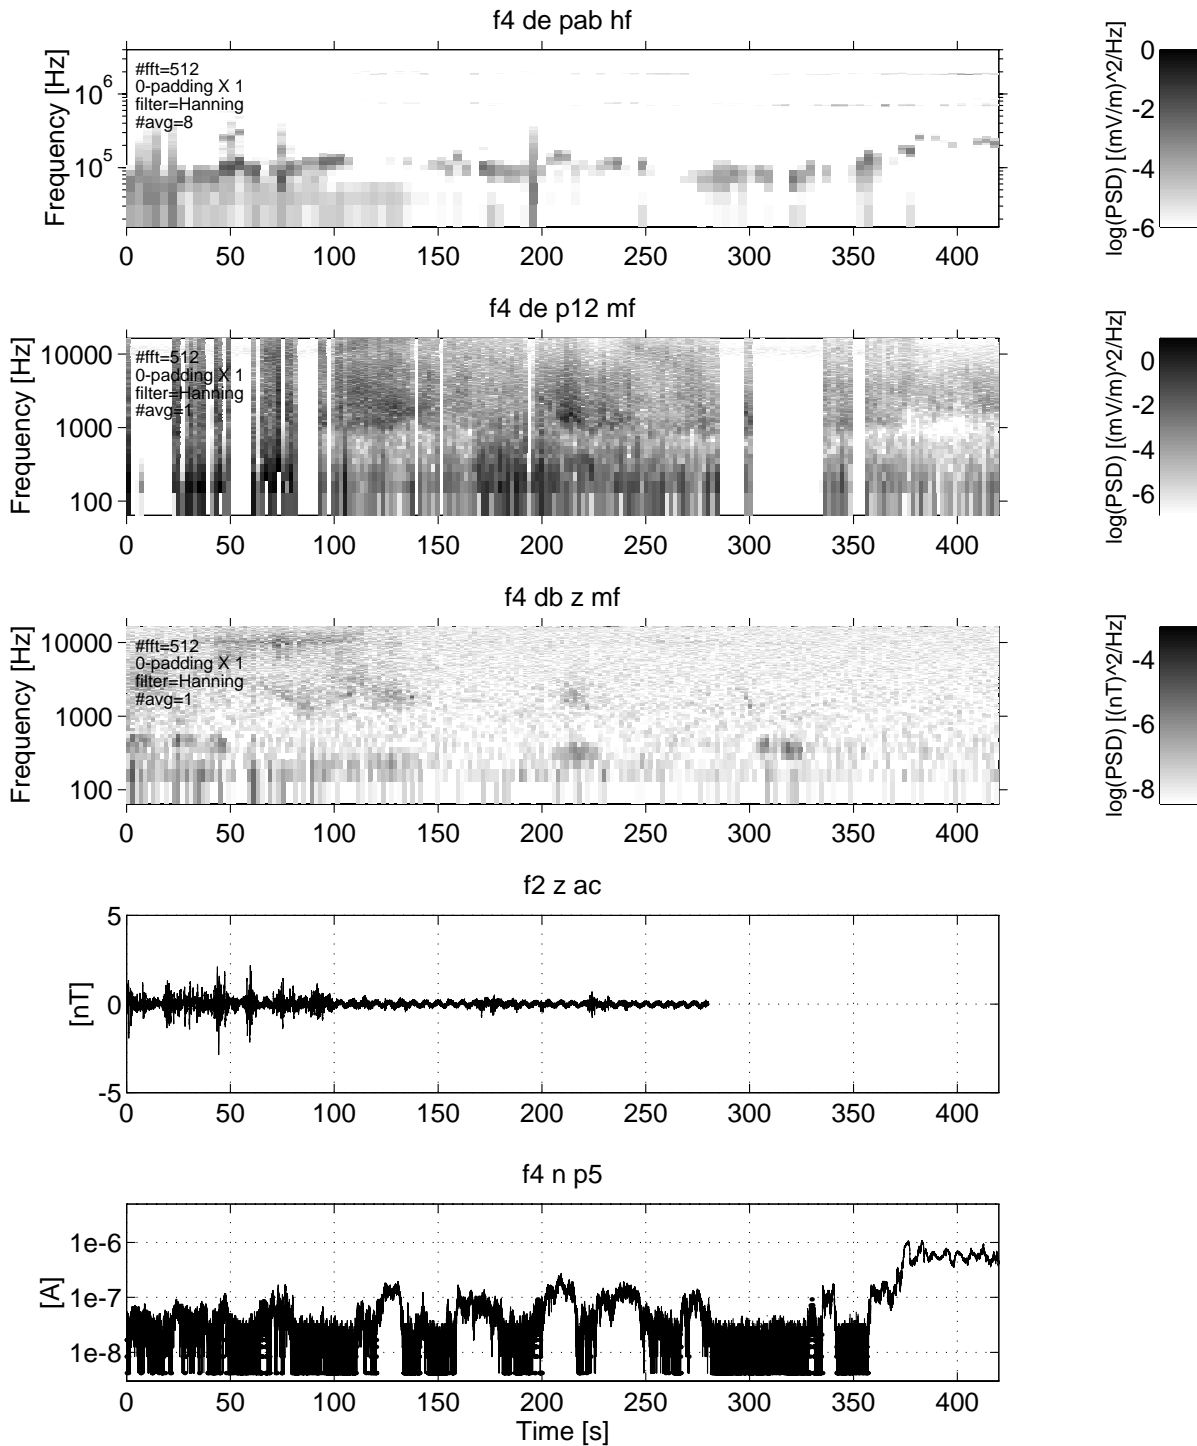 f4 de pab hf
Frequency [Hz]
10^6
10^5
#fft=512
0-padding X 1
filter=Hanning
#avg=8
0 50 100 150 200 250 300 350 400
log(PSD) [(mV/m)^2/Hz]
0
-2
-4
-6
f4 de p12 mf
Frequency [Hz]
10000
1000
100
#fft=512
0-padding X 1
filter=Hanning
#avg=1
0 50 100 150 200 250 300 350 400
log(PSD) [(mV/m)^2/Hz]
0
-2
-4
-6
f4 db z mf
Frequency [Hz]
10000
1000
100
#fft=512
0-padding X 1
filter=Hanning
#avg=1
0 50 100 150 200 250 300 350 400
log(PSD) [(nT)^2/Hz]
-4
-6
-8
f2 z ac
[nT]
5
0
-5
0 50 100 150 200 250 300 350 400
f4 n p5
[A]
1e-6
1e-7
1e-8
0 50 100 150 200 250 300 350 400
Time [s]